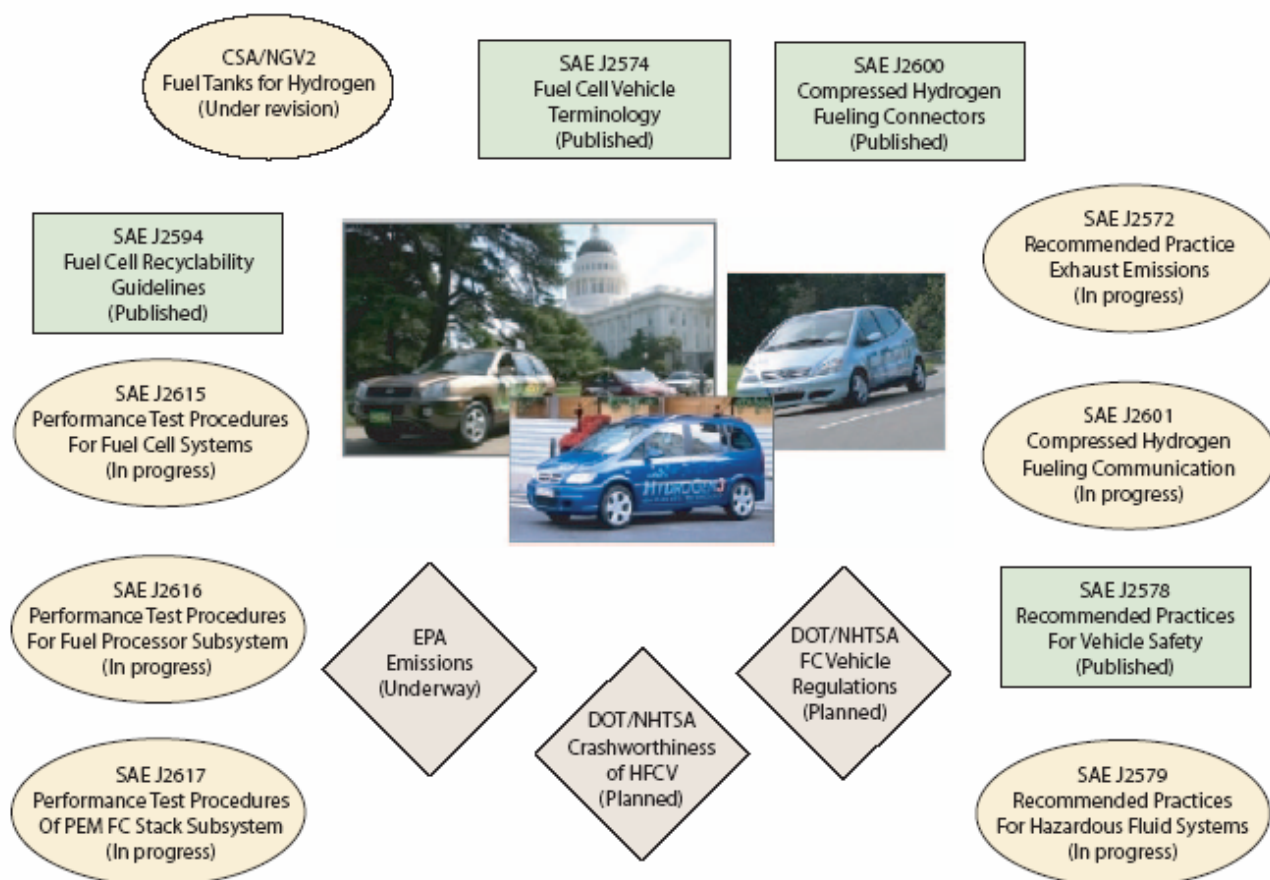 CSA/NGV2
Fuel Tanks for Hydrogen
(Under revision)
SAE J2574
Fuel Cell Vehicle
Terminology
(Published)
SAE J2600
Compressed Hydrogen
Fueling Connectors
(Published)
SAE J2594
Fuel Cell Recyclability
Guidelines
(Published)
SAE J2572
Recommended Practice
Exhaust Emissions
(In progress)
SAE J2615
Performance Test Procedures
For Fuel Cell Systems
(In progress)
HYDROGEN3
SAE J2601
Compressed Hydrogen
Fueling Communication
(In progress)
SAE J2616
Performance Test Procedures
For Fuel Processor Subsystem
(In progress)
EPA
Emissions
(Underway)
DOT/NHTSA
Crashworthiness
of HFCV
(Planned)
DOT/NHTSA
FC Vehicle
Regulations
(Planned)
SAE J2578
Recommended Practices
For Vehicle Safety
(Published)
SAE J2617
Performance Test Procedures
Of PEM FC Stack Subsystem
(In progress)
SAE J2579
Recommended Practices
For Hazardous Fluid Systems
(In progress)